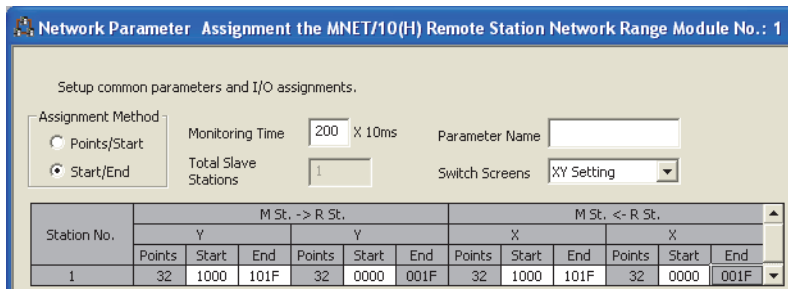 Network Parameter Assignment the MNET/10(H) Remote Station Network Range Module No.: 1
Setup common parameters and I/O assignments.
Assignment Method
Points/Start
Start/End
Monitoring Time 200 X 10ms
Total Slave Stations 1
Parameter Name
Switch Screens XY Setting
Station No. M St. -> R St. M St. <- R St.
Y Y X X
Points Start End Points Start End Points Start End Points Start End
1 32 1000 101F 32 0000 001F 32 1000 101F 32 0000 001F